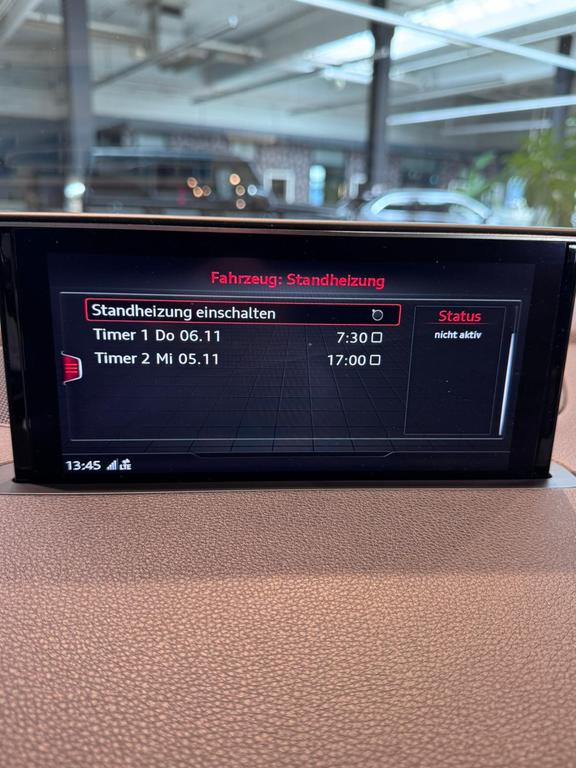 Fahrzeug: Standheizung
Standheizung einschalten
Timer 1 Do 06.11 7:30
Timer 2 Mi 05.11 17:00
Status
nicht aktiv
13:45 LTE